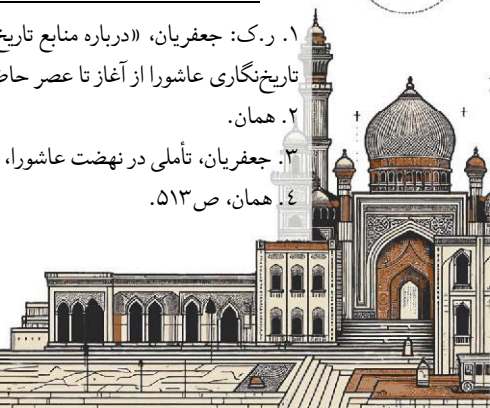 ۱. ر.ک: جعفریان، «درباره منابع تاریخ
تاریخ‌نگاری عاشورا از آغاز تا عصر حاض
۲. همان.
۳. جعفریان، تأملی در نهضت عاشورا،
٤. همان، ص۵۱۳.